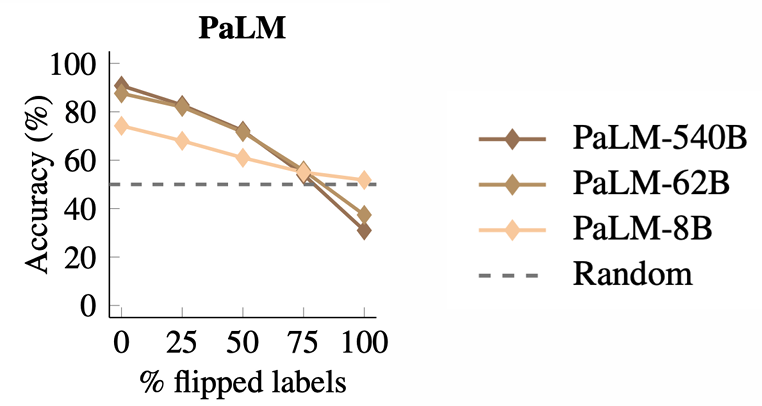 PaLM
Accuracy (%)
100
80
60
40
20
0
0 25 50 75 100
% flipped labels
PaLM-540B
PaLM-62B
PaLM-8B
Random